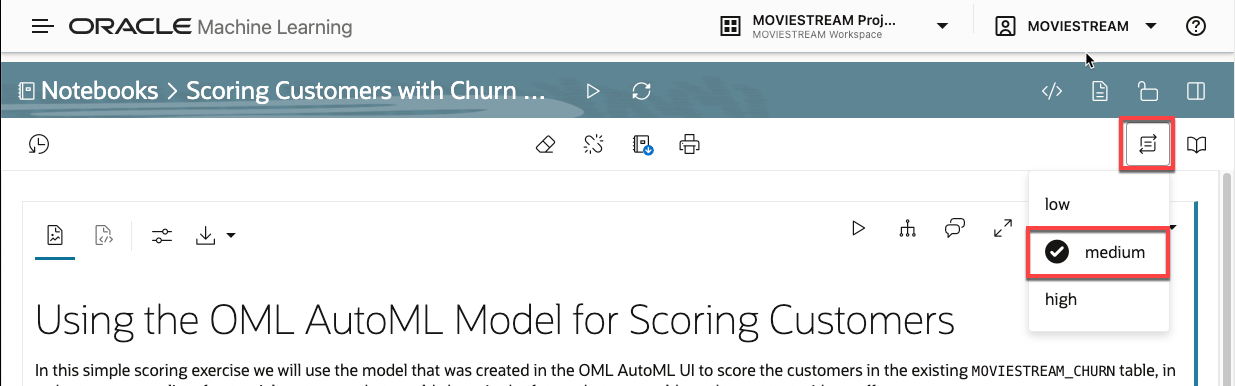 ORACLE Machine Learning
MOVIESTREAM Proj...
MOVIESTREAM Workspace
MOVIESTREAM
Notebooks > Scoring Customers with Churn ...
low
medium
high
Using the OML AutoML Model for Scoring Customers
In this simple scoring exercise we will use the model that was created in the OML AutoML UI to score the customers in the existing MOVIESTREAM_CHURN table, in